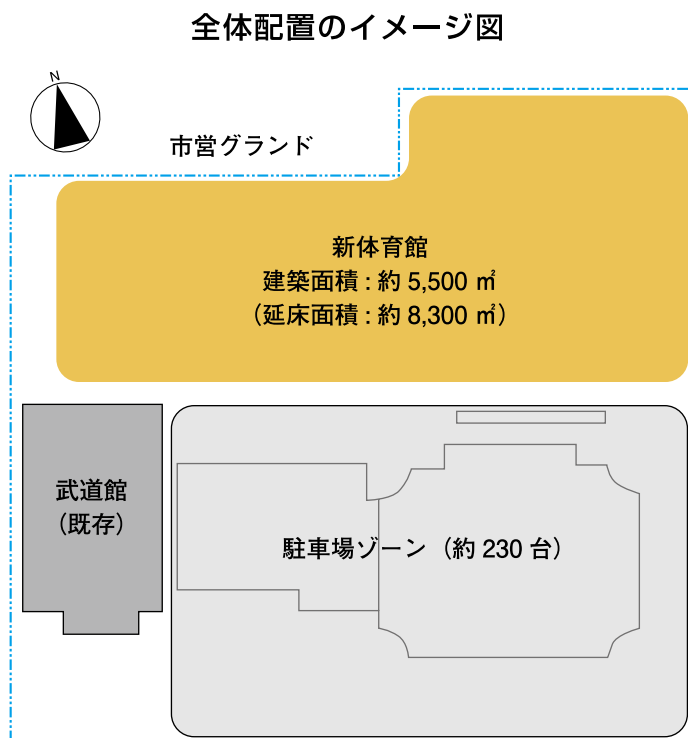 全体配置のイメージ図
N
市営グランド
新体育館
建築面積：約 5,500 ㎡
（延床面積：約 8,300 ㎡）
武道館
（既存）
駐車場ゾーン（約 230 台）